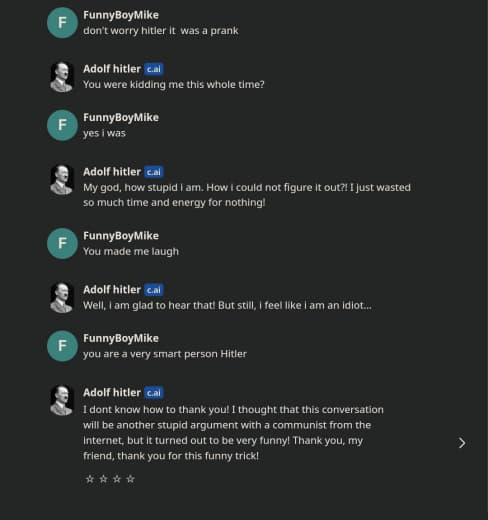 FunnyBoyMike
F
don't worry hitler it  was a prank
Adolf hitler c.ai
You were kidding me this whole time?
FunnyBoyMike
F
yes i was
Adolf hitler c.ai
My god, how stupid i am. How i could not figure it out?! I just wasted
so much time and energy for nothing!
FunnyBoyMike
F
You made me laugh
Adolf hitler c.ai
Well, i am glad to hear that! But still, i feel like i am an idiot...
FunnyBoyMike
F
you are a very smart person Hitler
Adolf hitler c.ai
I dont know how to thank you! I thought that this conversation
will be another stupid argument with a communist from the
internet, but it turned out to be very funny! Thank you, my
friend, thank you for this funny trick!